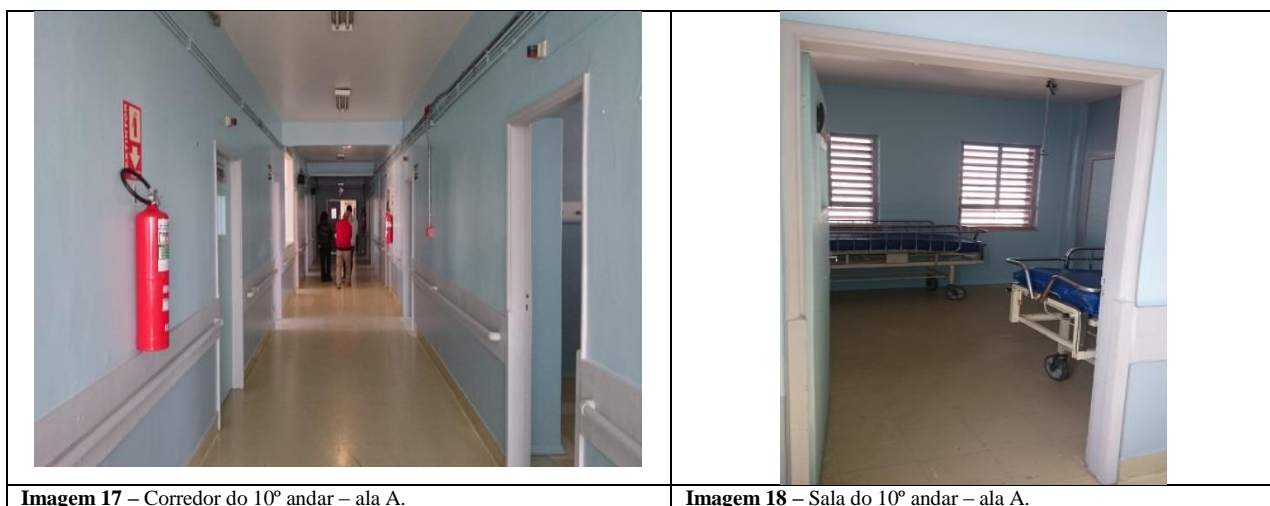 Imagem 17 – Corredor do 10º andar – ala A.
Imagem 18 – Sala do 10º andar – ala A.